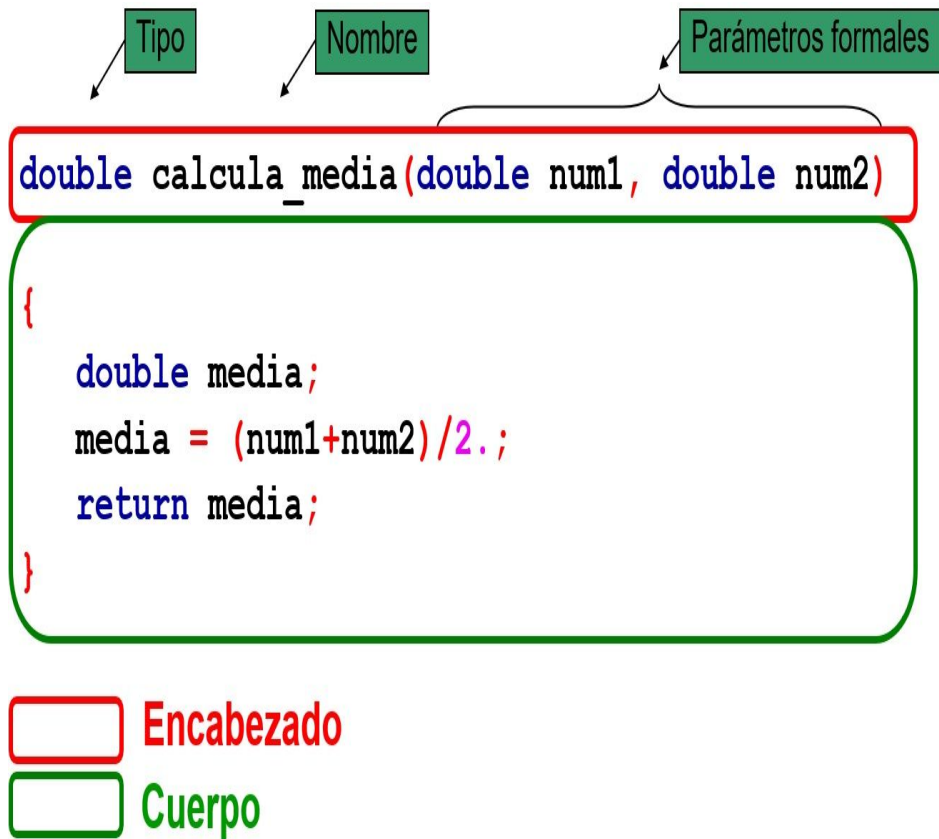 Tipo
Nombre
Parámetros formales
double calcula_media(double num1, double num2)
{
double media;
media = (num1+num2)/2.;
return media;
}
Encabezado
Cuerpo